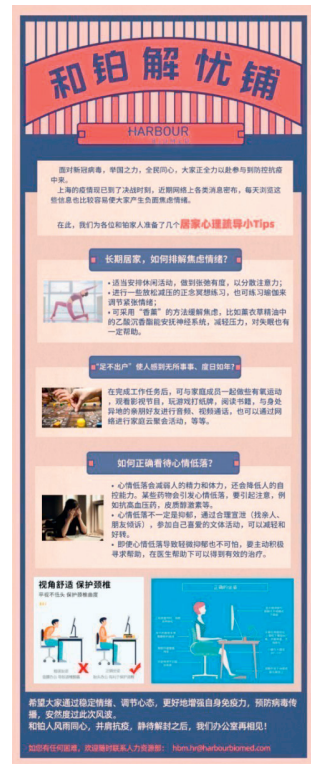 和铂解忧铺
HARBOUR
面对新冠病毒，举国之力，全民同心，大家正全力以赴参与到防控抗疫
中来。
上海的疫情现已到了决战时刻，近期网络上各类消息密布，每天浏览这
些信息也比较容易使大家产生负面焦虑情绪。
在此，我们为各位和铂家人准备了几个居家心理疏导小Tips
长期居家，如何排解焦虑情绪？
• 适当安排休闲活动，做到张弛有度，以分散注意力；
• 进行一些放松减压的正念冥想练习，也可练习瑜伽来
调节紧张情绪；
• 可采用“香薰”的方法缓解焦虑，比如薰衣草精油中
的乙酸沉香酯能安抚神经系统，减轻压力，对失眠也有
一定帮助。
“足不出户”使人感到无所事事、度日如年？
在完成工作任务后，可与家庭成员一起做些有氧运动
，观看影视节目，玩游戏打纸牌，阅读书籍，与身处
异地的亲朋好友进行音频、视频通话，也可以通过网
络进行家庭云聚会活动，等等。
如何正确看待心情低落？
• 心情低落会减弱人的精力和体力，还会降低人的自
控能力。某些药物会引发心情低落，要引起注意，例
如抗高血压药，皮质醇激素等。
• 心情低落不一定是抑郁，通过合理宣泄（找亲人、
朋友倾诉），参加自己喜爱的文体活动，可以减轻和
好转。
• 即便心情低落导致轻微抑郁也不可怕，要主动积极
寻求帮助，在医生帮助下可以得到有效的治疗。
视角舒适 保护颈椎
希望大家通过稳定情绪、调节心态，更好地增强自身免疫力，预防病毒传
播，安然度过此次风波。
和铂人风雨同心，并肩抗疫，静待解封之后，我们办公室再相见！
如您有任何困难，欢迎随时联系人力资源部： hbm.hr@harbourbiomed.com